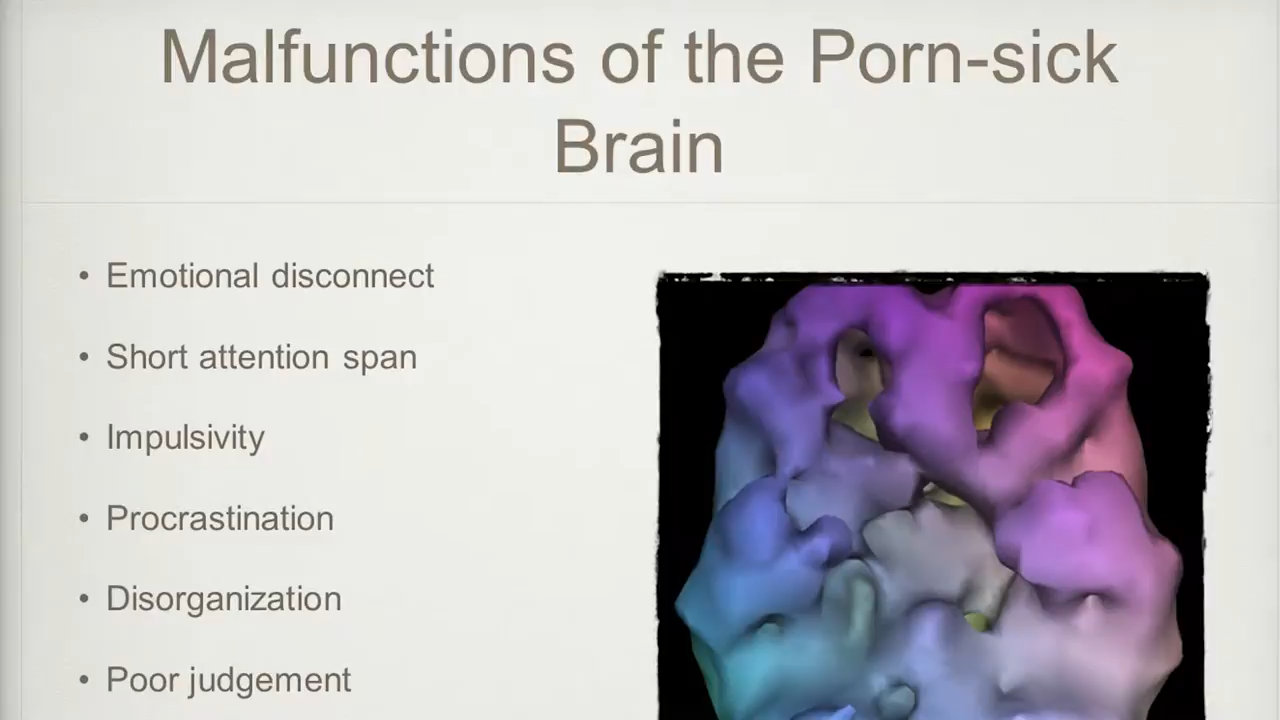 Malfunctions of the Porn-sick
Brain
• Emotional disconnect
• Short attention span
• Impulsivity
• Procrastination
• Disorganization
• Poor judgement